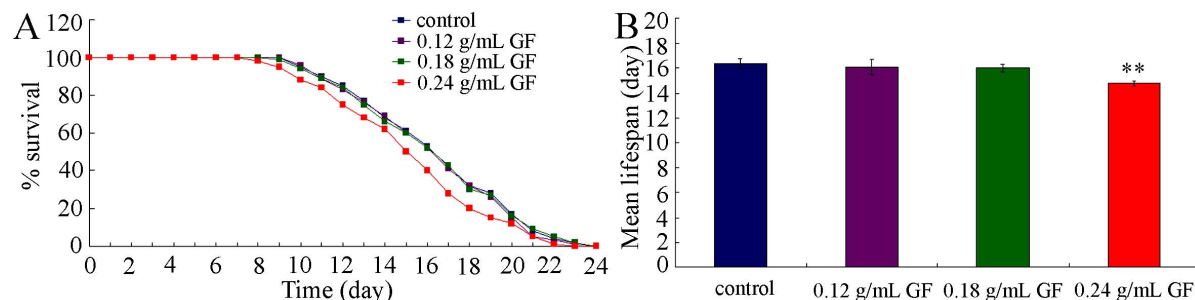 A
% survival
120
100
80
60
40
20
0
control
0.12 g/mL GF
0.18 g/mL GF
0.24 g/mL GF
0 2 4 6 8 10 12 14 16 18 20 22 24
Time (day)
B
Mean lifespan (day)
20
18
16
14
12
10
8
6
4
2
0
**
control 0.12 g/mL GF 0.18 g/mL GF 0.24 g/mL GF